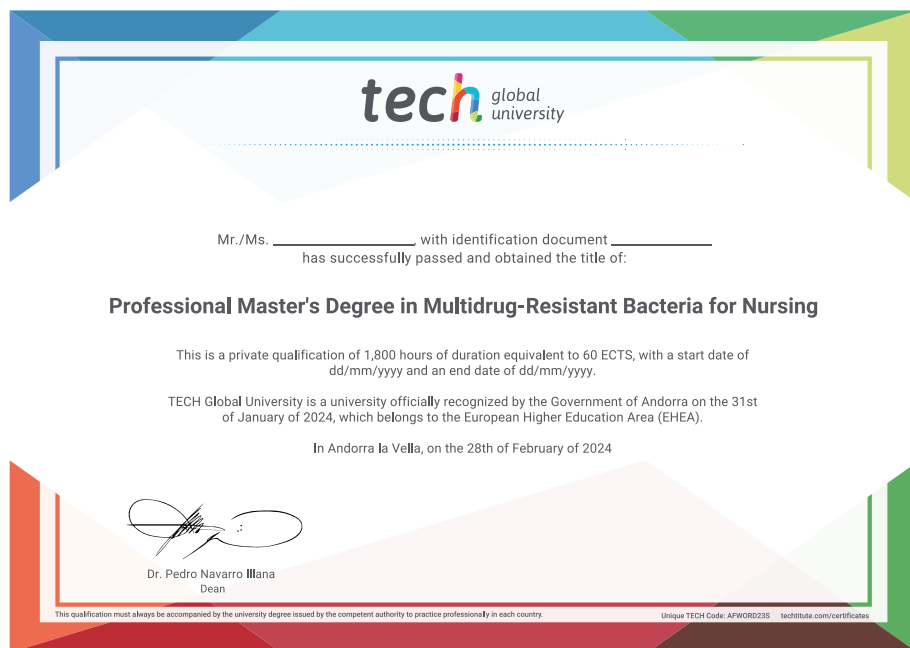 tech global
university
Mr./Ms. ____________, with identification document ____________
has successfully passed and obtained the title of:
Professional Master's Degree in Multidrug-Resistant Bacteria for Nursing
This is a private qualification of 1,800 hours of duration equivalent to 60 ECTS, with a start date of
dd/mm/yyyy and an end date of dd/mm/yyyy.
TECH Global University is a university officially recognized by the Government of Andorra on the 31st
of January of 2024, which belongs to the European Higher Education Area (EHEA).
In Andorra la Vella, on the 28th of February of 2024
Dr. Pedro Navarro Illana
Dean
This qualification must always be accompanied by the university degree issued by the competent authority to practice professionally in each country.
Unique TECH Code: AFWORD23S techtitute.com/certificates